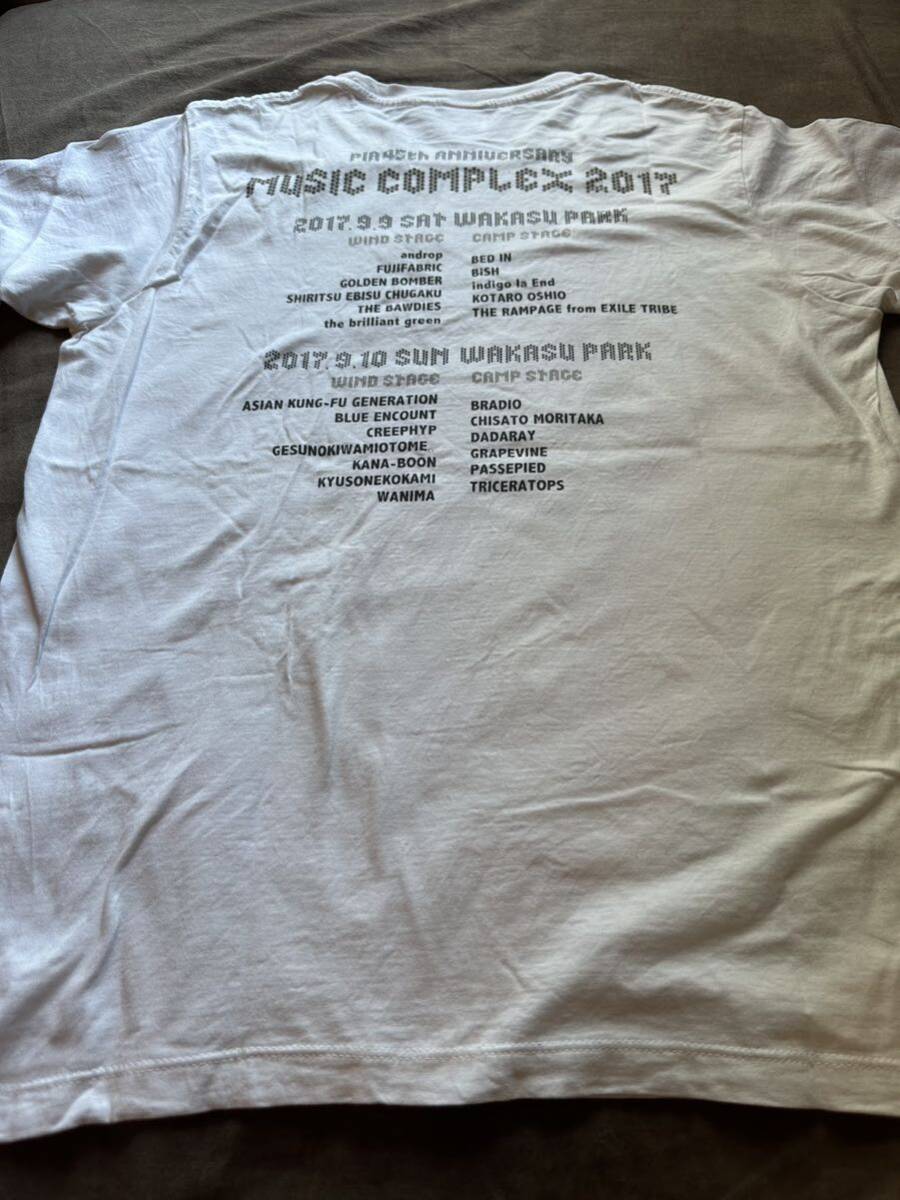 PIA 45th ANNIVERSARY
MUSIC COMPLEX 2017
2017.9.9 SAT WAKASU PARK
WIND STAGE
androp
FUJIFABRIC
GOLDEN BOMBER
SHIRITSU EBISU CHUGAKU
THE BAWDIES
the brilliant green
CAMP STAGE
BED IN
BiSH
indigo la End
KOTARO OSHIO
THE RAMPAGE from EXILE TRIBE
2017.9.10 SUN WAKASU PARK
WIND STAGE
ASIAN KUNG-FU GENERATION
BLUE ENCOUNT
CREEPHYP
GESUNOKIWAMIOTOME.
KANA-BOON
KYUSONEKOKAMI
WANIMA
CAMP STAGE
BRADIO
CHISATO MORITAKA
DADARAY
GRAPEVINE
PASSEPIED
TRICERATOPS